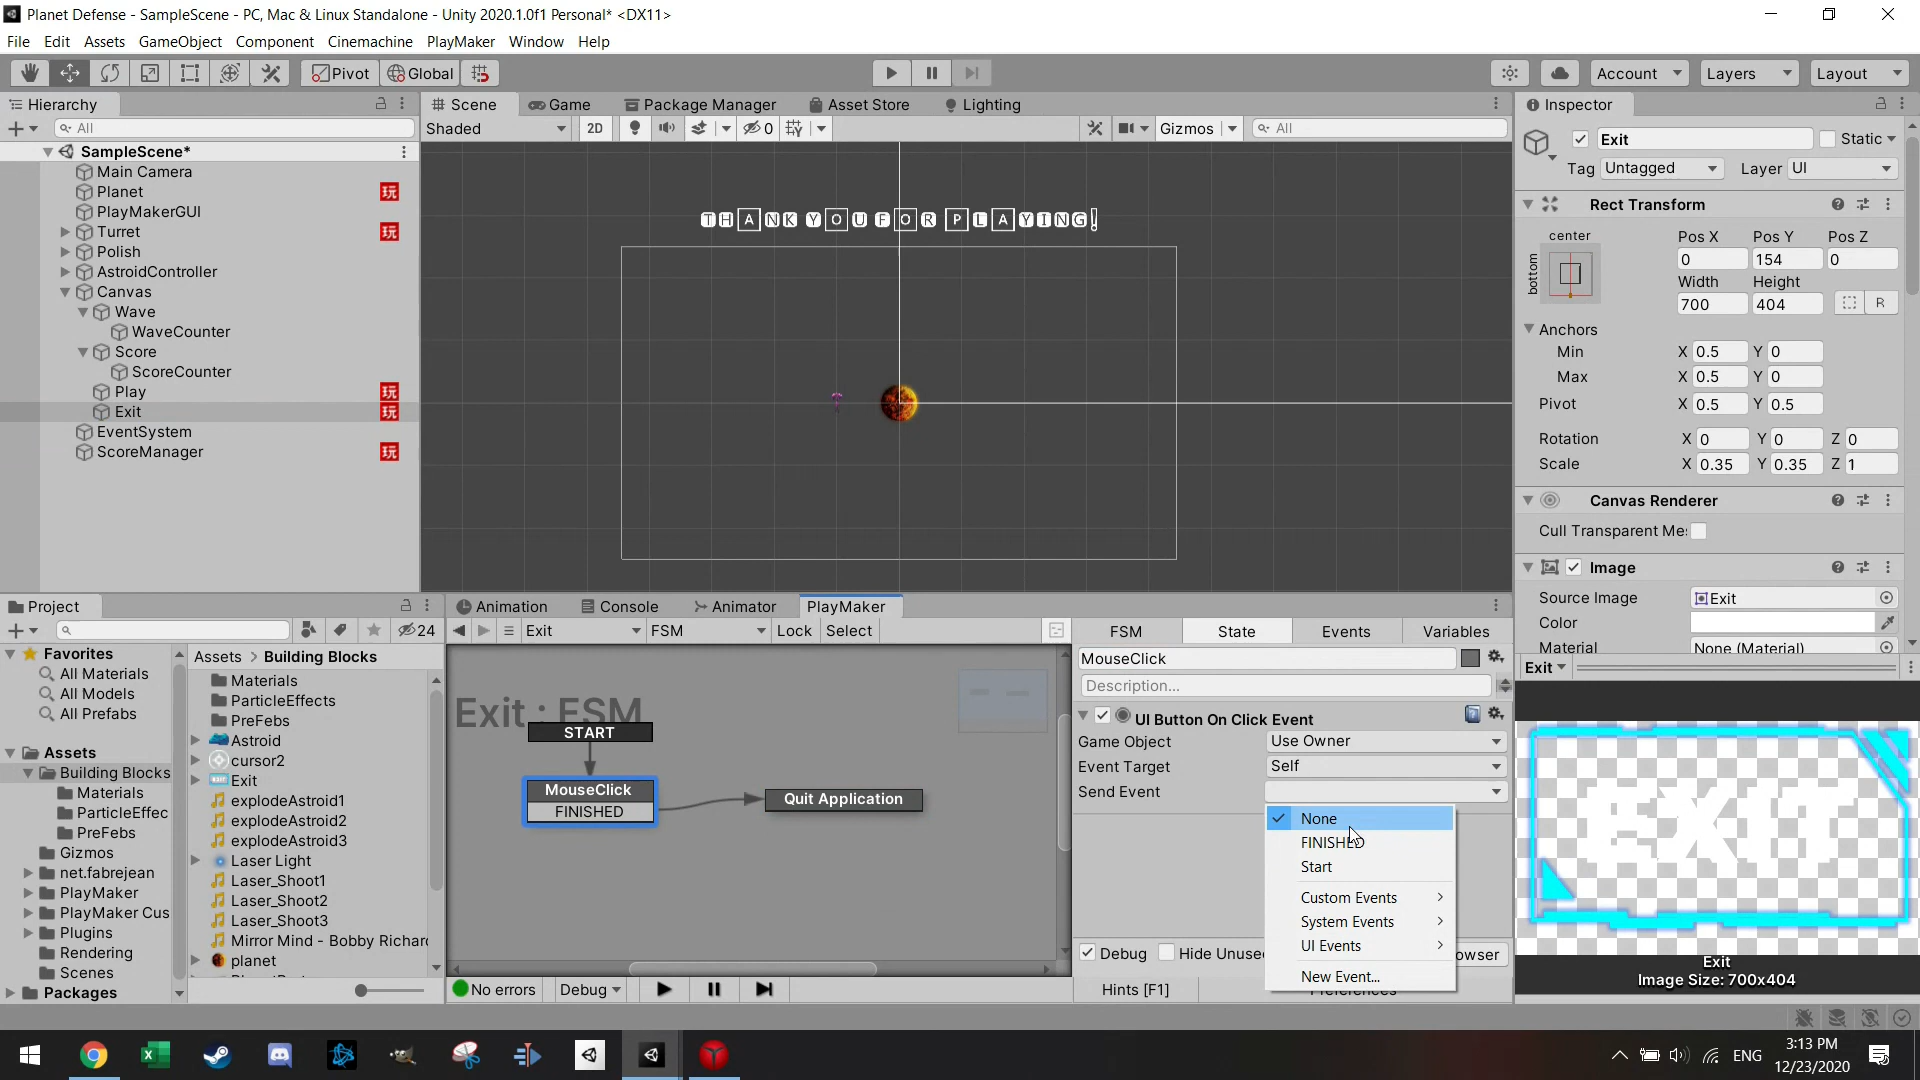 Planet Defense - SampleScene - PC, Mac & Linux Standalone - Unity 2020.1.0f1 Personal* <DX11>
File Edit Assets GameObject Component Cinemachine PlayMaker Window Help
Pivot Global Account Layers Layout
Hierarchy
All
SampleScene*
Main Camera
Planet 玩
PlayMakerGUI
Turret 玩
Polish
AstroidController
Canvas
Wave
WaveCounter
Score
ScoreCounter
Play 玩
Exit 玩
EventSystem
ScoreManager 玩
Scene Game Package Manager Asset Store Lighting
Shaded 2D 0 Gizmos All
THANK YOU FOR PLAYING!
Inspector
Exit Static
Tag Untagged Layer UI
Rect Transform
center
bottom
Pos X Pos Y Pos Z
0 154 0
Width Height
700 404 R
Anchors
Min X 0.5 Y 0
Max X 0.5 Y 0
Pivot X 0.5 Y 0.5
Rotation X 0 Y 0 Z 0
Scale X 0.35 Y 0.35 Z 1
Canvas Renderer
Cull Transparent Me
Image
Source Image Exit
Color
Material None (Material)
Exit
EXIT
Exit
Image Size: 700x404
Project
24
Favorites
All Materials
All Models
All Prefabs
Assets
Building Blocks
Materials
ParticleEffec
PreFebs
Gizmos
net.fabrejean
PlayMaker
PlayMaker Cus
Plugins
Rendering
Scenes
Packages
Assets > Building Blocks
Materials
ParticleEffects
PreFebs
Astroid
cursor2
Exit
explodeAstroid1
explodeAstroid2
explodeAstroid3
Laser Light
Laser_Shoot1
Laser_Shoot2
Laser_Shoot3
Mirror Mind - Bobby Richard
planet
Animation Console Animator PlayMaker
Exit FSM Lock Select
Exit : FSM
START
MouseClick
FINISHED
Quit Application
No errors Debug
FSM State Events Variables
MouseClick
Description...
UI Button On Click Event
Game Object Use Owner
Event Target Self
Send Event
None
FINISHED
Start
Custom Events
System Events
UI Events
New Event...
Debug Hide Unuse owser
Hints [F1] Preferences
ENG
3:13 PM
12/23/2020